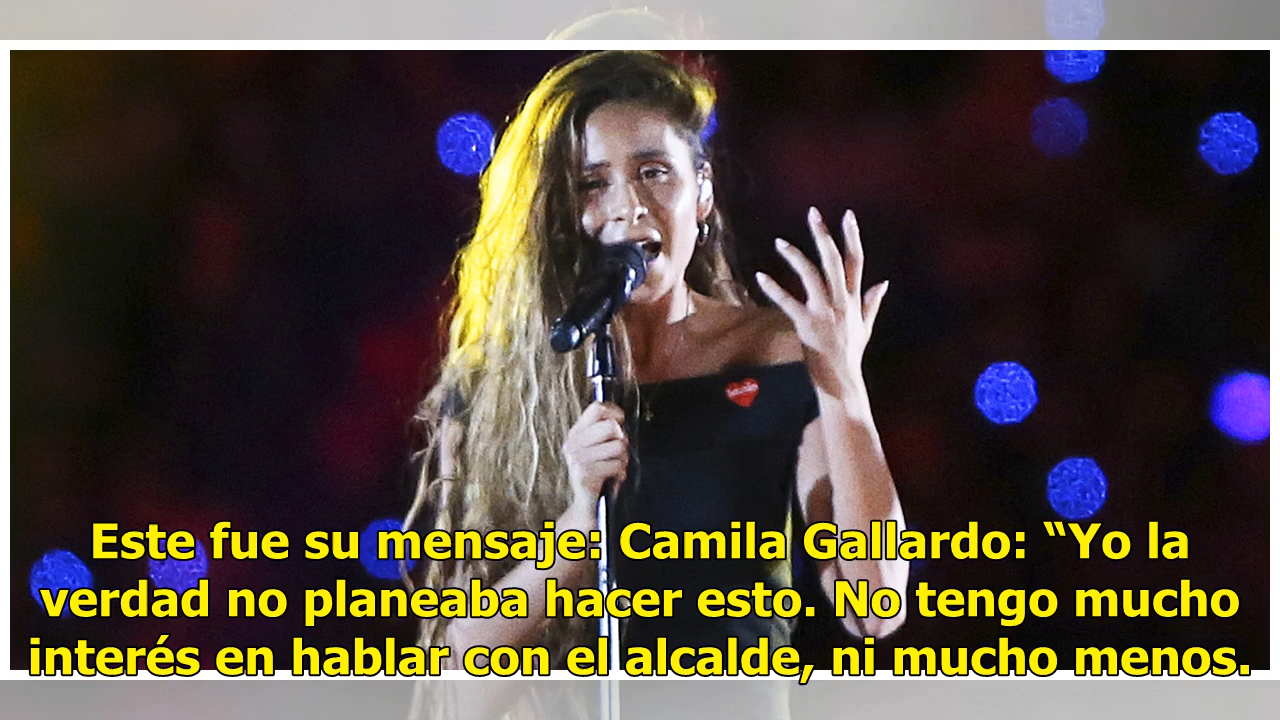 Este fue su mensaje: Camila Gallardo: “Yo la
verdad no planeaba hacer esto. No tengo mucho
interés en hablar con el alcalde, ni mucho menos.